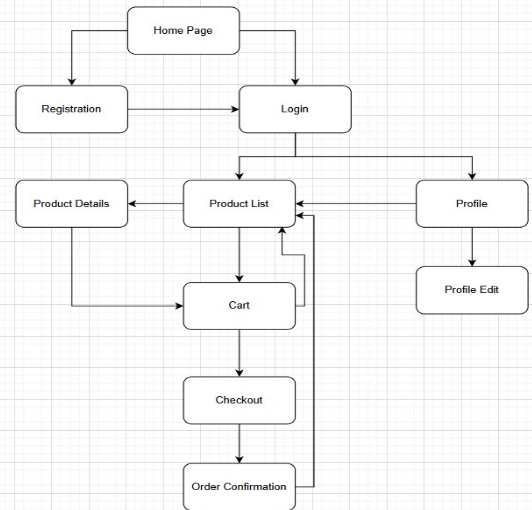 Home Page
Registration
Login
Product Details
Product List
Profile
Profile Edit
Cart
Checkout
Order Confirmation